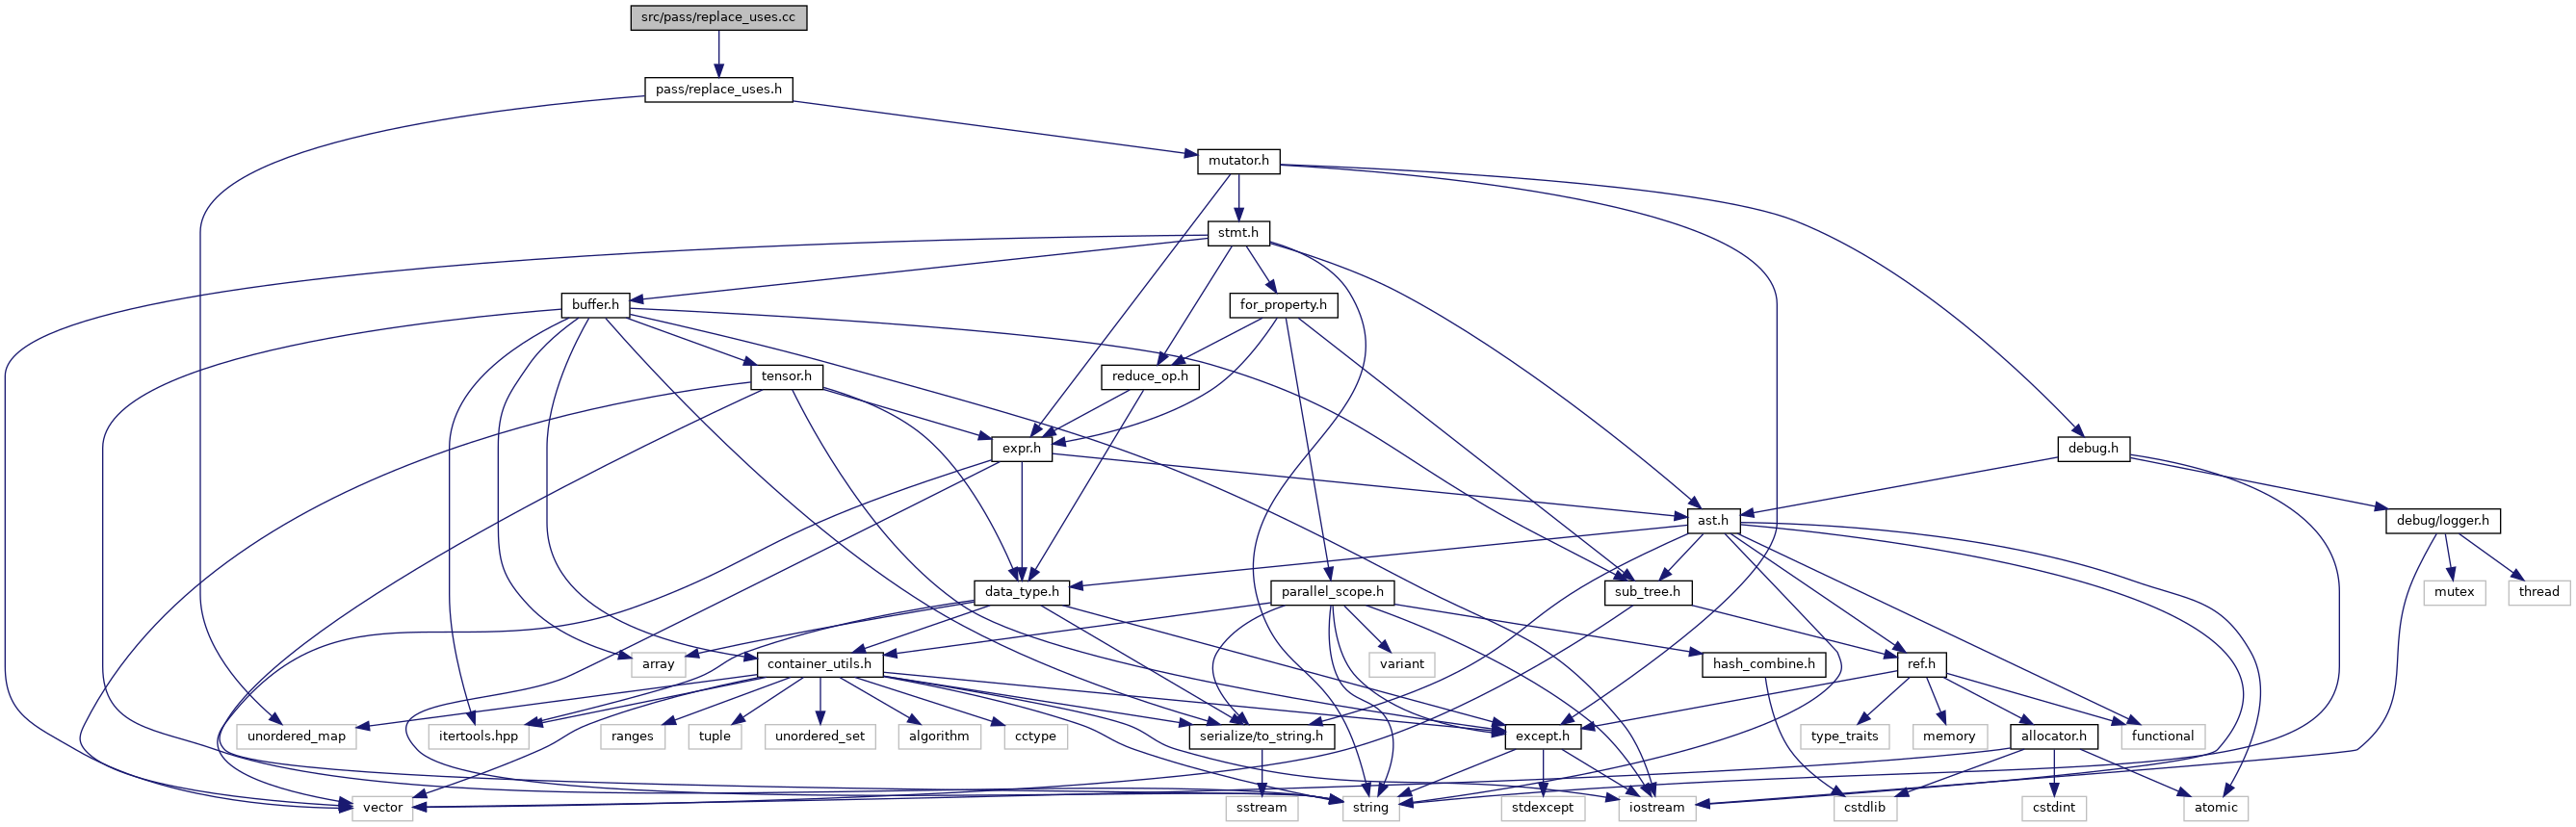 src/pass/replace_uses.cc
pass/replace_uses.h
mutator.h
stmt.h
buffer.h
for_property.h
tensor.h
reduce_op.h
expr.h
debug.h
ast.h
debug/logger.h
data_type.h
parallel_scope.h
sub_tree.h
mutex
thread
array
container_utils.h
variant
hash_combine.h
ref.h
unordered_map
itertools.hpp
ranges
tuple
unordered_set
algorithm
cctype
serialize/to_string.h
except.h
type_traits
memory
allocator.h
functional
vector
sstream
string
stdexcept
iostream
cstdlib
cstdint
atomic